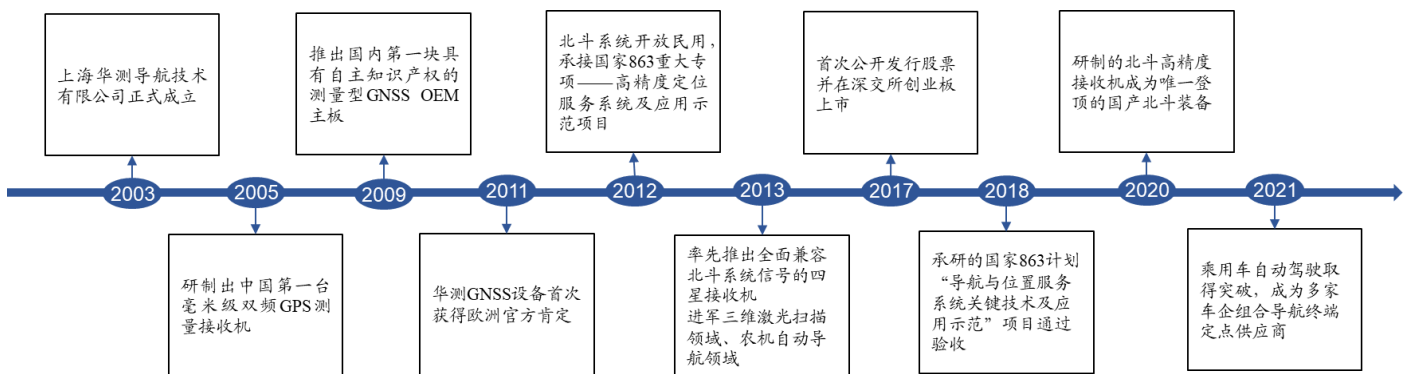 上海华测导航技术
有限公司正式成立
推出国内第一块具
有自主知识产权的
测量型GNSS OEM
主板
北斗系统开放民用，
承接国家863重大专
项——高精度定位
服务系统及应用示
范项目
首次公开发行股票
并在深交所创业板
上市
研制的北斗高精度
接收机成为唯一登
顶的国产北斗装备
2003
2005
2009
2011
2012
2013
2017
2018
2020
2021
研制出中国第一台
毫米级双频GPS测
量接收机
华测GNSS设备首次
获得欧洲官方肯定
率先推出全面兼容
北斗系统信号的四
星接收机
进军三维激光扫描
领域、农机自动导
航领域
承研的国家863计划
“导航与位置服务
系统关键技术及应
用示范”项目通过
验收
乘用车自动驾驶取
得突破，成为多家
车企组合导航终端
定点供应商